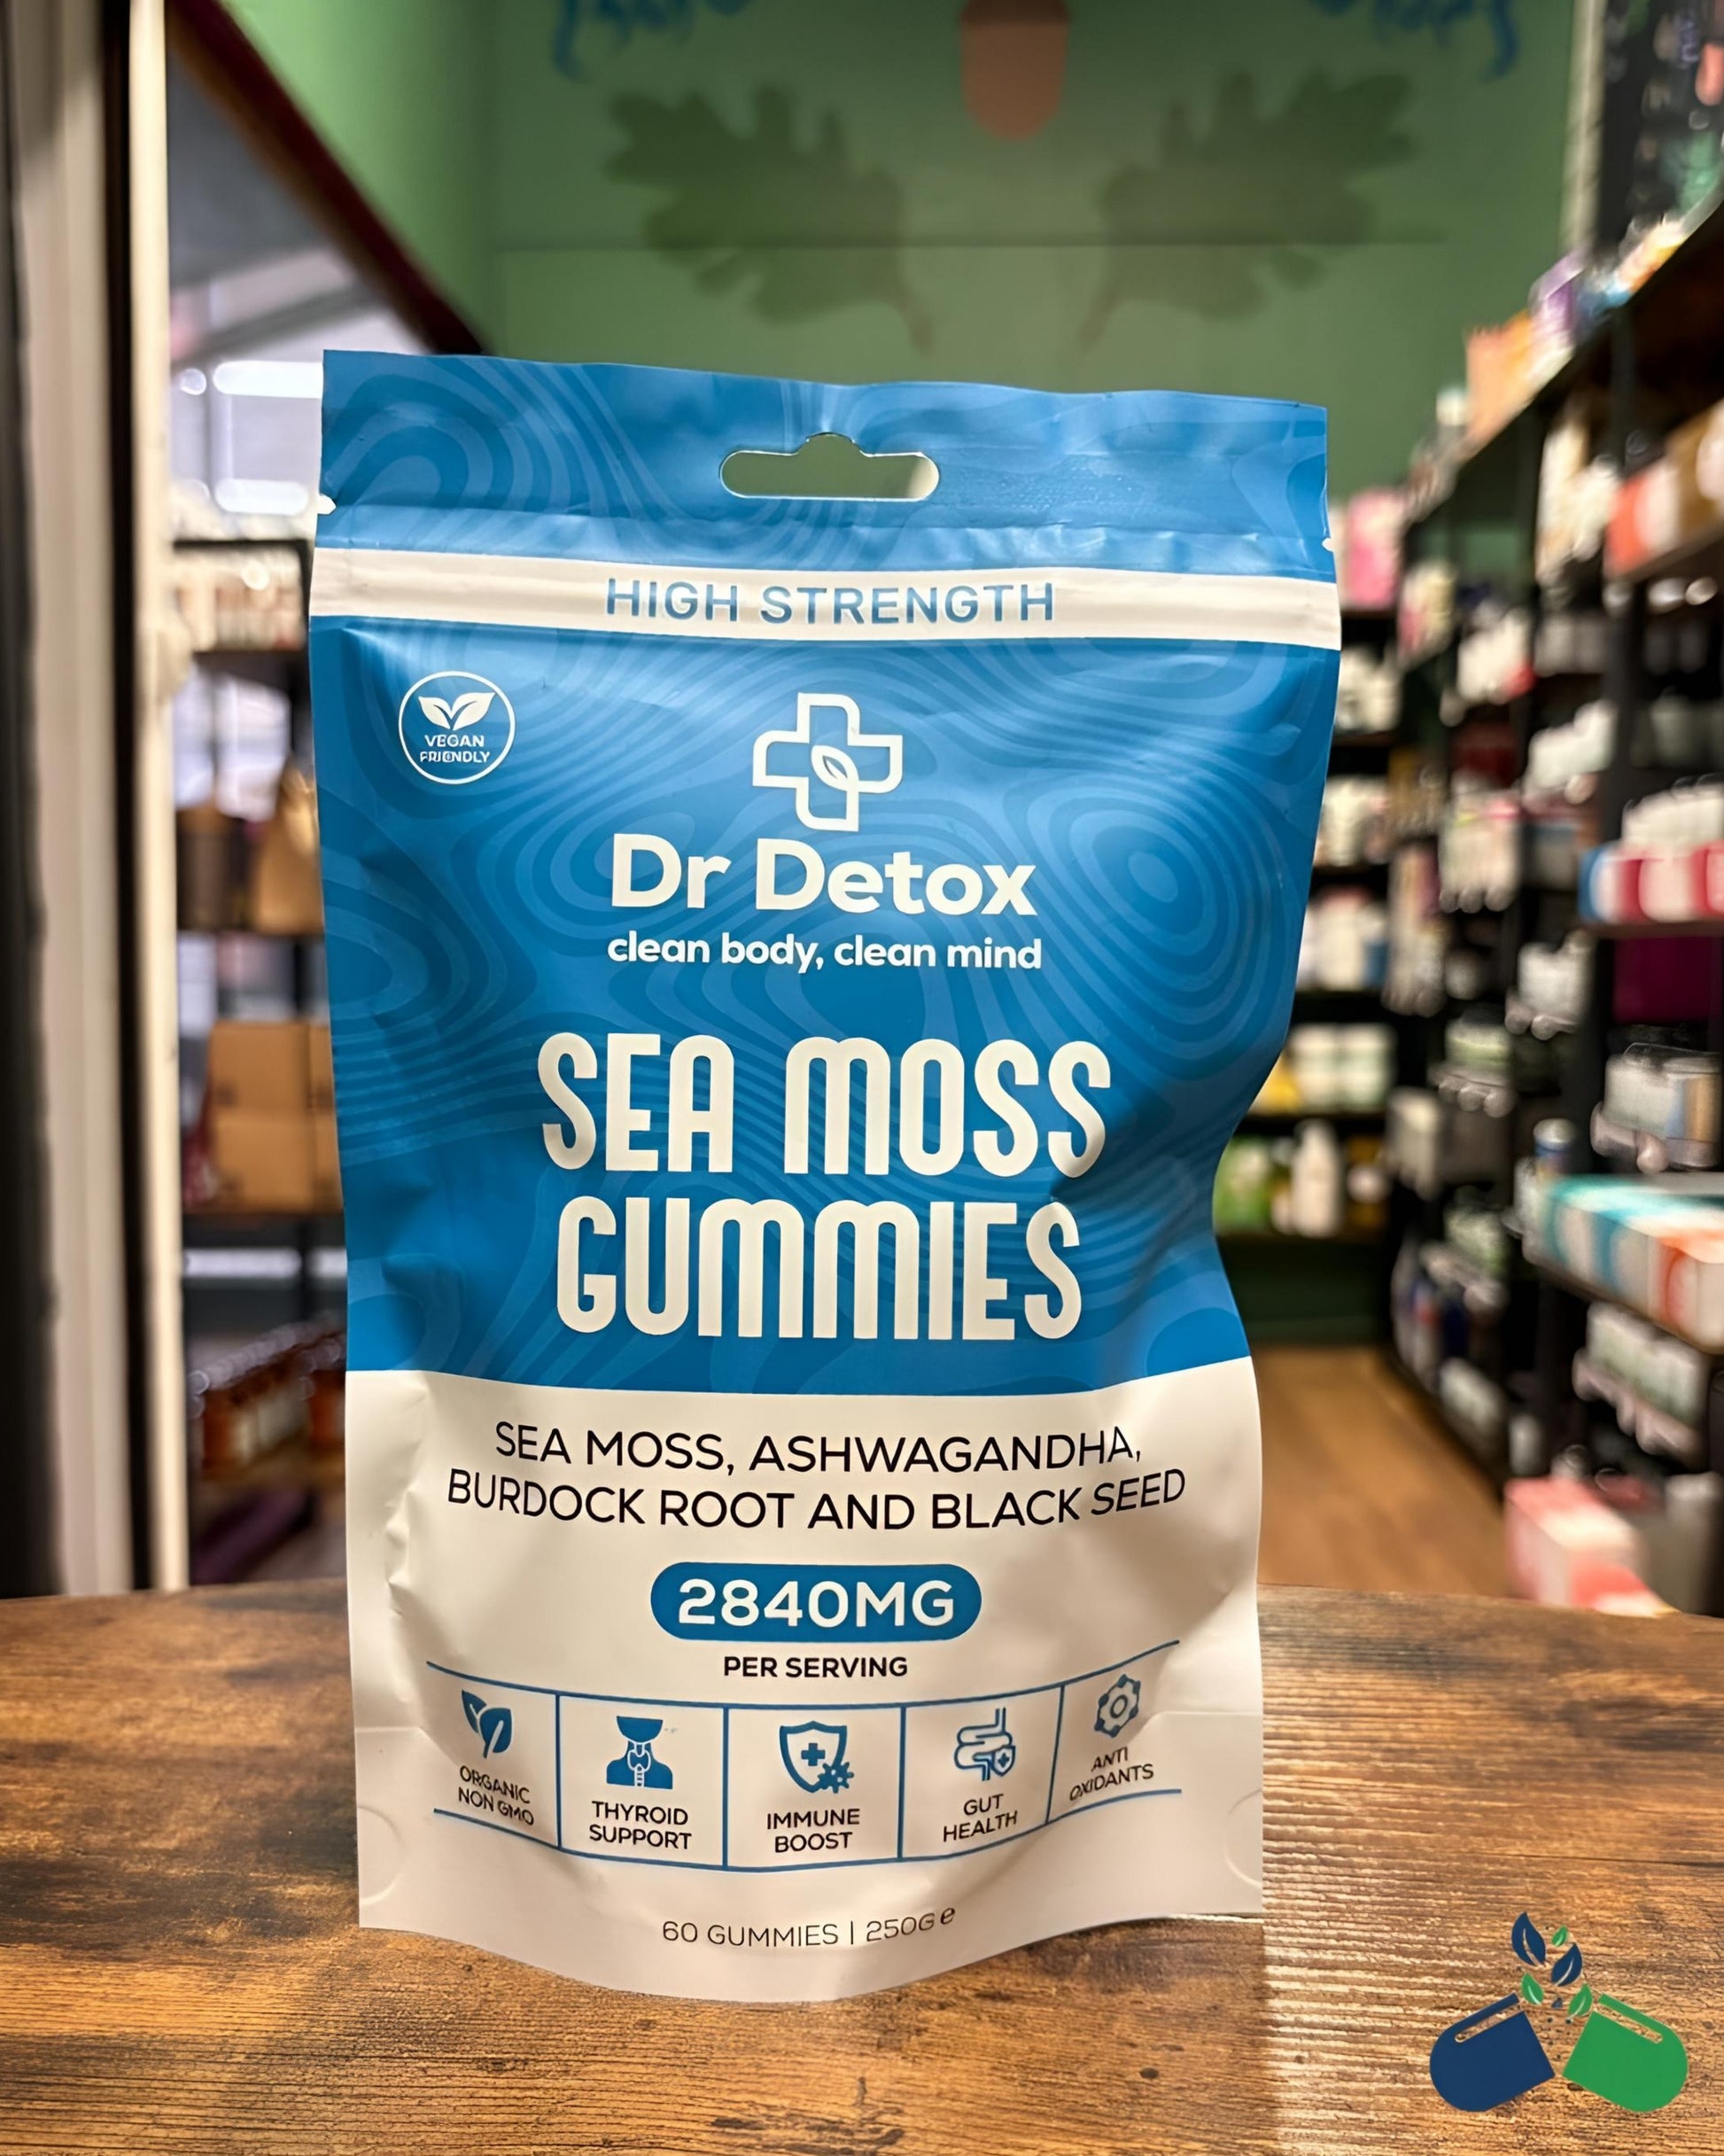 HIGH STRENGTH
VEGAN
FRIENDLY
Dr Detox
clean body, clean mind
SEA MOSS
GUMMIES
SEA MOSS, ASHWAGANDHA,
BURDOCK ROOT AND BLACK SEED
2840MG
PER SERVING
ORGANIC
NON GMO
THYROID
SUPPORT
IMMUNE
BOOST
GUT
HEALTH
ANTI
OXIDANTS
60 GUMMIES | 250G e